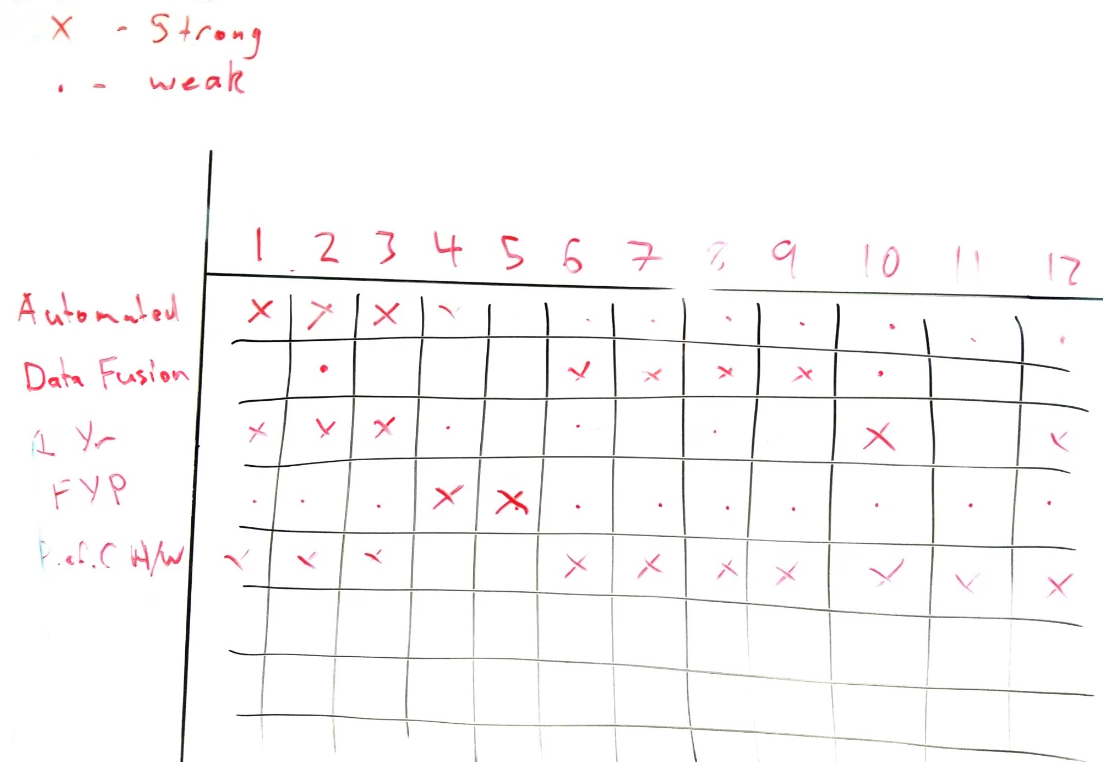 X - Strong
. - weak
1 2 3 4 5 6 7 8 9 10 11 12
Automated X X X X . . . . . . .
Data Fusion . X X X X .
1 Yr X X X . . . X X
FYP . . . X X . . . . . . .
H/W X X X X X X X X X X